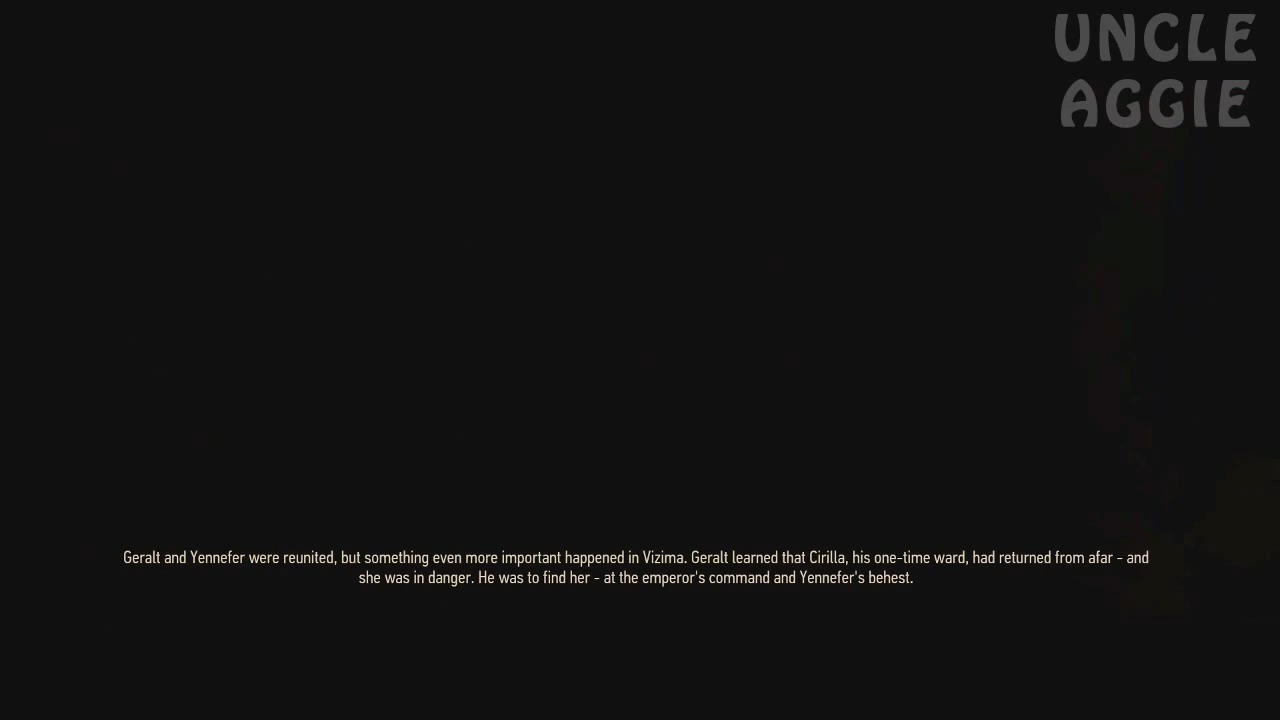 UNCLE
AGGIE
Geralt and Yennefer were reunited, but something even more important happened in Vizima. Geralt learned that Cirilla, his one-time ward, had returned from afar - and
she was in danger. He was to find her - at the emperor's command and Yennefer's behest.